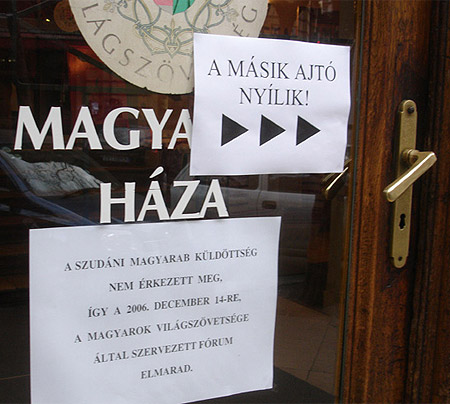 VILÁGSZÖVETSÉG
A MÁSIK AJTÓ
NYÍLIK!
MAGYA
HÁZA
A SZUDÁNI MAGYARAB KÜLDÖTTSÉG
NEM ÉRKEZETT MEG,
ÍGY A 2006. DECEMBER 14-RE,
A MAGYAROK VILÁGSZÖVETSÉGE
ÁLTAL SZERVEZETT FÓRUM
ELMARAD.